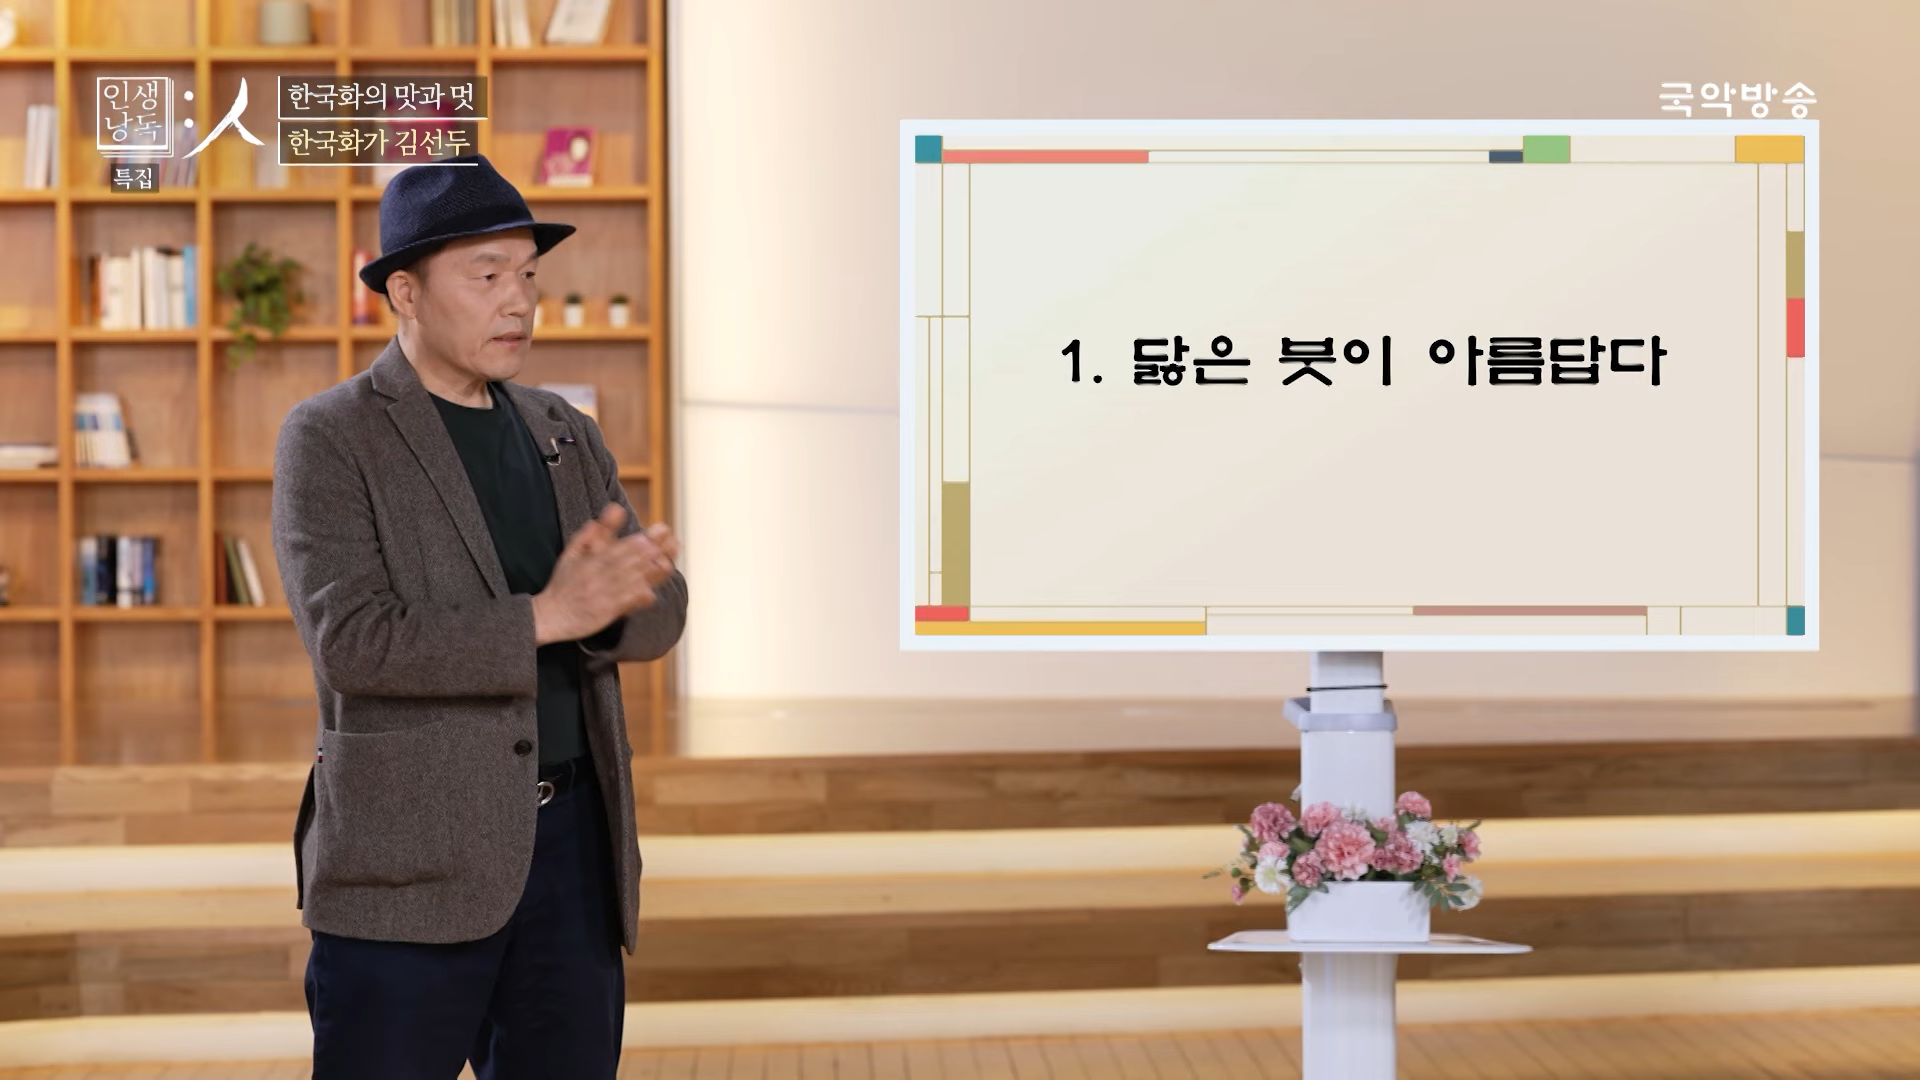 인생
낭독
:人
특집
한국화의 맛과 멋
한국화가 김선두
국악방송
1. 닳은 붓이 아름답다